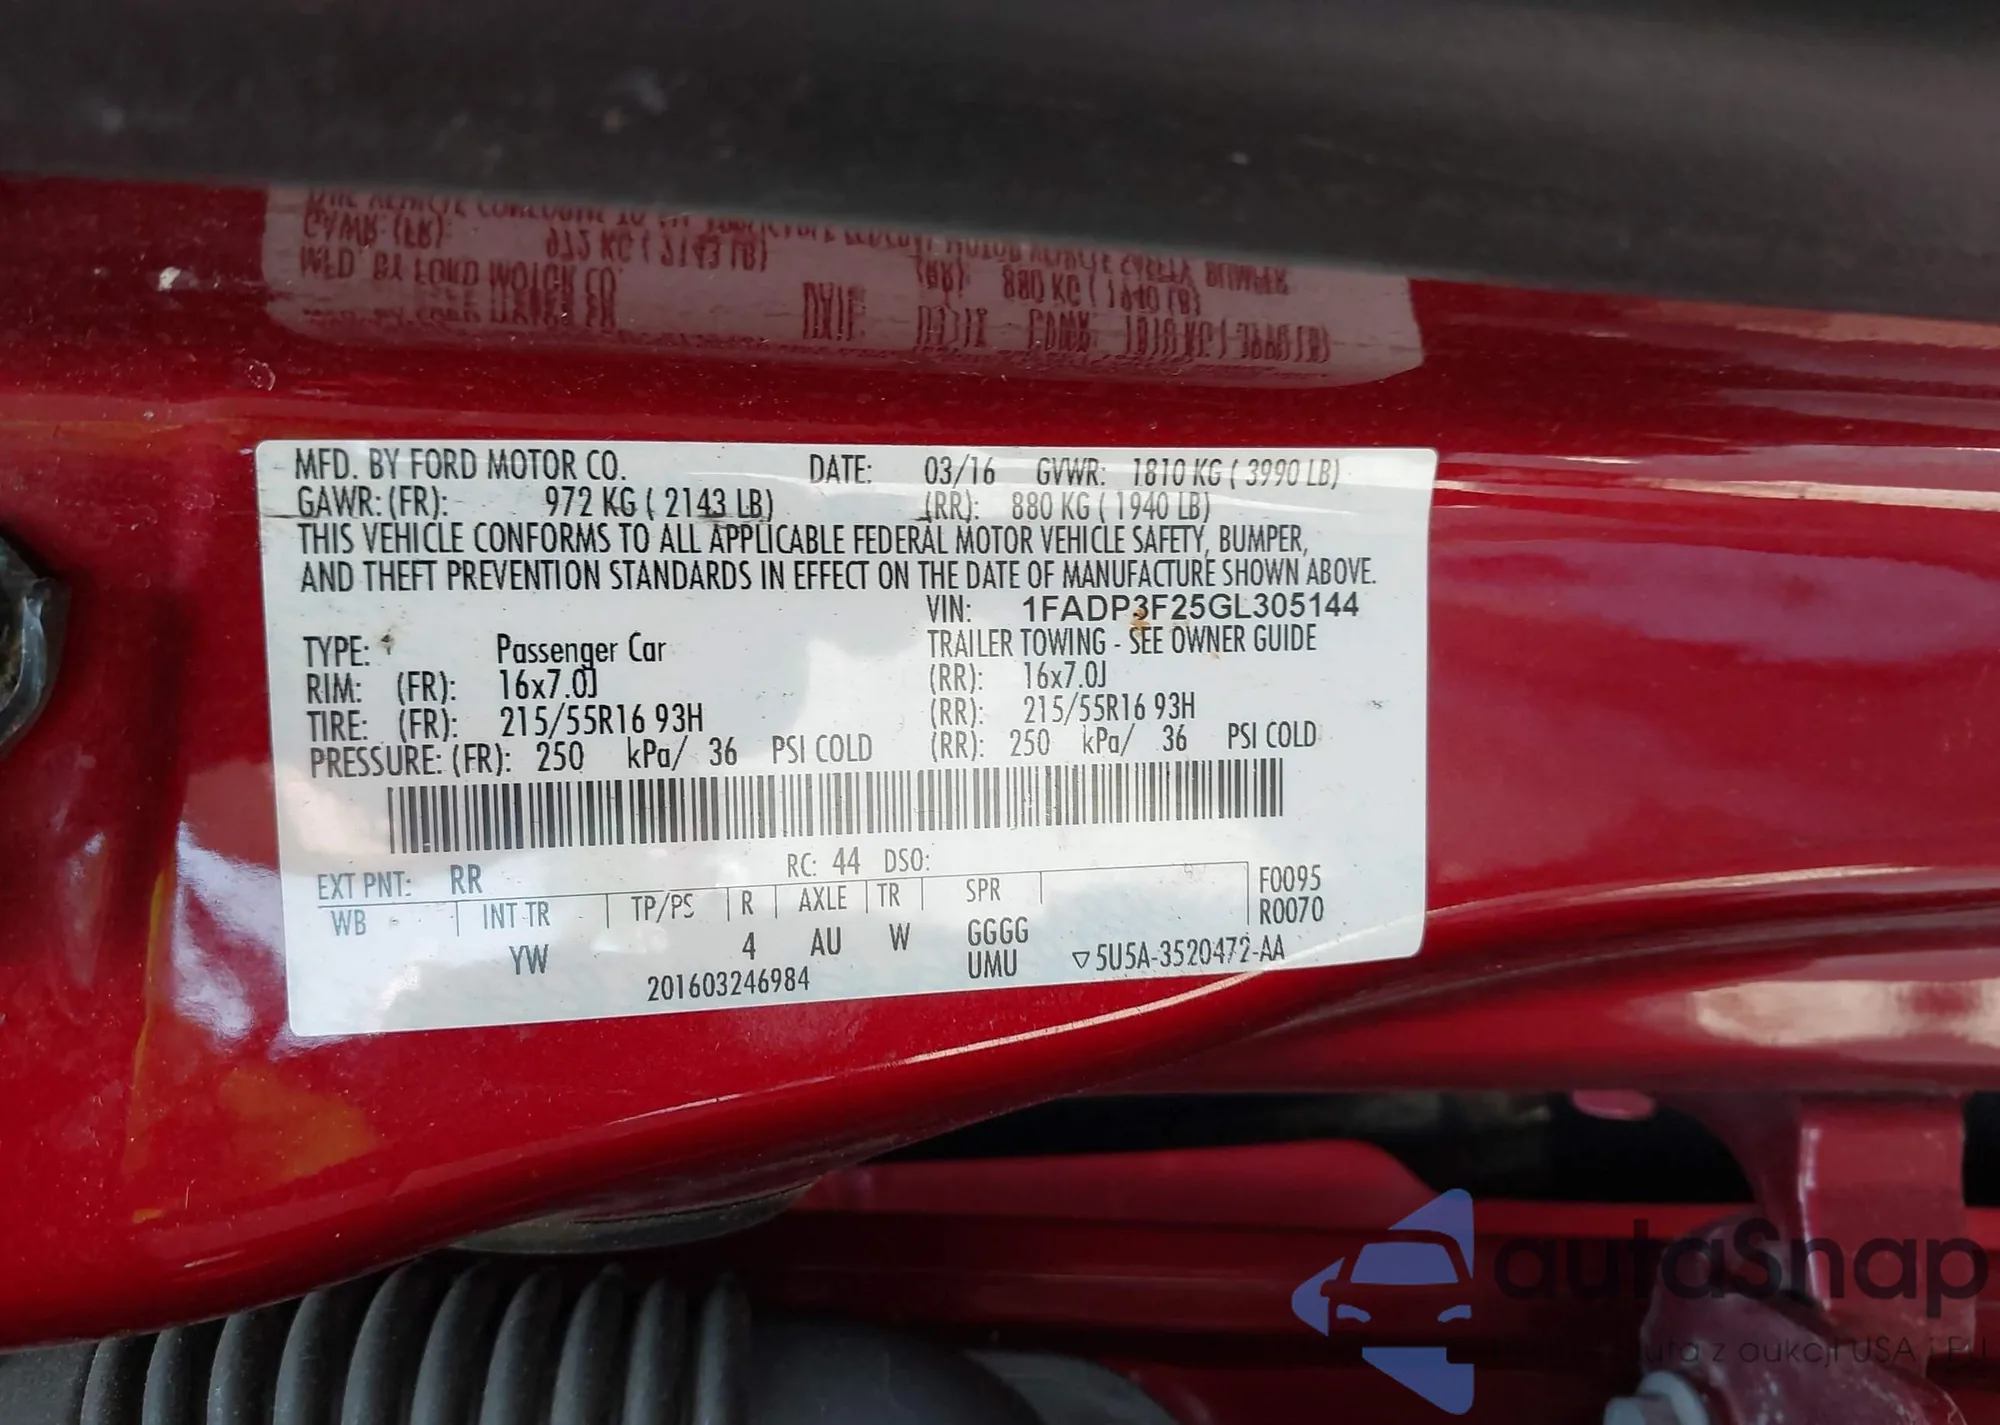 MFD. BY FORD MOTOR CO. DATE: 03/16 GVWR: 1810 KG ( 3990 LB)
GAWR: (FR): 972 KG ( 2143 LB) (RR): 880 KG ( 1940 LB)
THIS VEHICLE CONFORMS TO ALL APPLICABLE FEDERAL MOTOR VEHICLE SAFETY, BUMPER,
AND THEFT PREVENTION STANDARDS IN EFFECT ON THE DATE OF MANUFACTURE SHOWN ABOVE.
VIN: 1FADP3F25GL305144
TYPE: Passenger Car TRAILER TOWING - SEE OWNER GUIDE
RIM: (FR): 16x7.0J (RR): 16x7.0J
TIRE: (FR): 215/55R16 93H (RR): 215/55R16 93H
PRESSURE: (FR): 250 kPa/ 36 PSI COLD (RR): 250 kPa/ 36 PSI COLD
EXT PNT: RR RC: 44 DSO:
WB INT TR TP/PS R AXLE TR SPR F0095
R0070
YW 4 AU W GGGG
UMU
201603246984 ▽5U5A-3520472-AA
autaSnap
auta z aukcji USA i EU